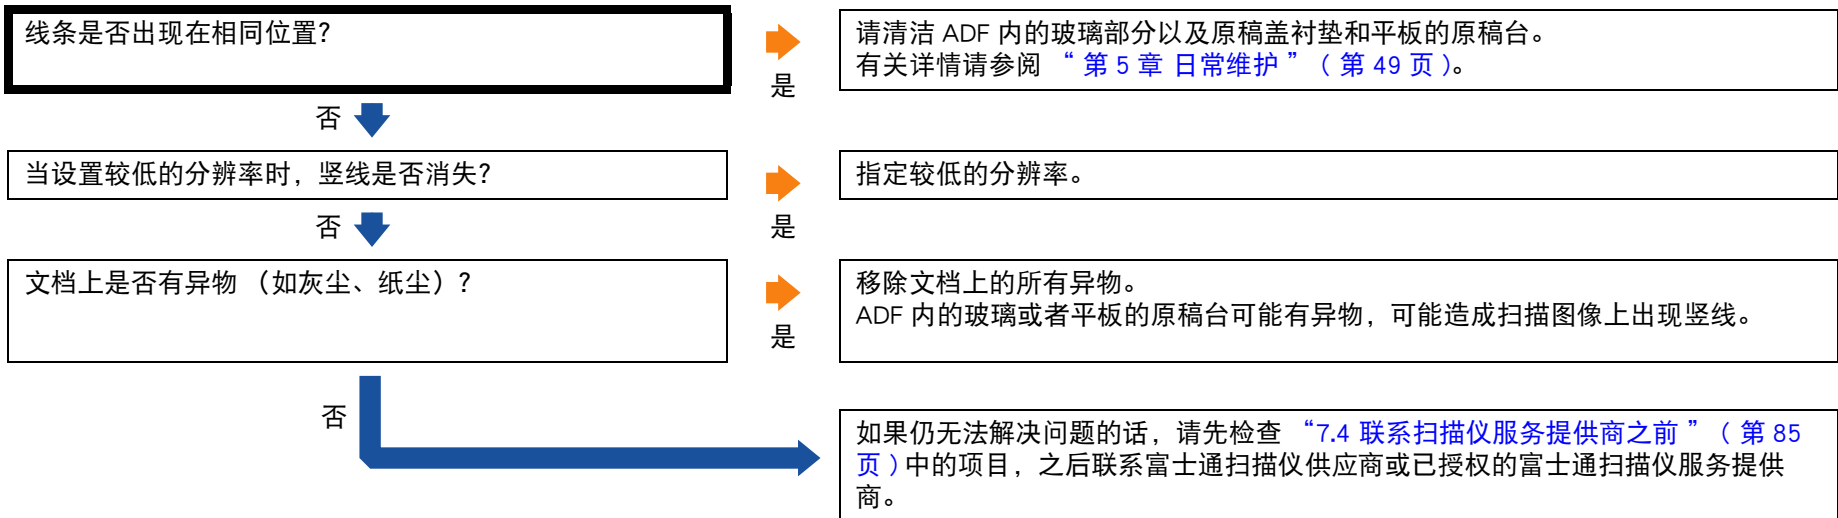 线条是否出现在相同位置?
是
请清洁 ADF 内的玻璃部分以及原稿盖衬垫和平板的原稿台。
有关详情请参阅 “ 第 5 章 日常维护 ” ( 第 49 页 )。
否
当设置较低的分辨率时，竖线是否消失?
是
指定较低的分辨率。
否
文档上是否有异物 （如灰尘、纸尘）?
是
移除文档上的所有异物。
ADF 内的玻璃或者平板的原稿台可能有异物，可能造成扫描图像上出现竖线。
否
如果仍无法解决问题的话，请先检查 “7.4 联系扫描仪服务提供商之前 ” ( 第 85
页 ) 中的项目，之后联系富士通扫描仪供应商或已授权的富士通扫描仪服务提供
商。